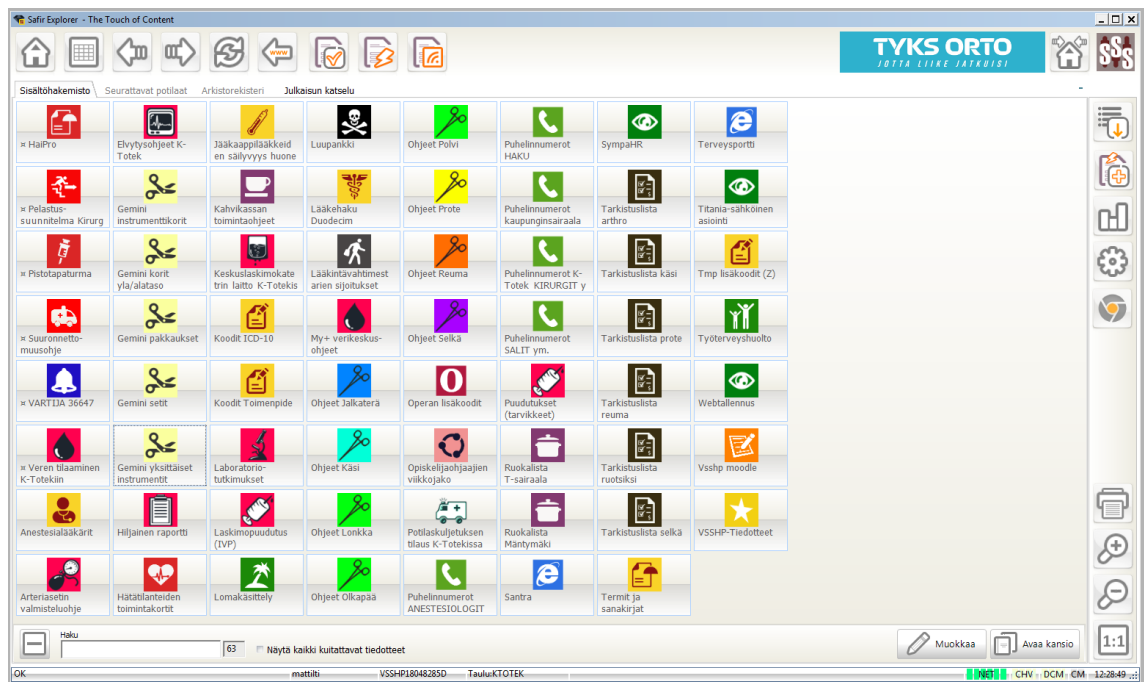 Safir Explorer - The Touch of Content
www
TYKS ORTO
JOTTA LIIKE JATKUISI
SSS
Sisältöhakemisto
Seurattavat potilaat
Arkistorekisteri
Julkaisun katselu
¤ HaiPro
Elvytysohjeet K-
Totek
Jääkaappilääkkeid
en säilyvyys huone
Luupankki
Ohjeet Polvi
Puhelinnumerot
HAKU
SympaHR
Terveysportti
¤ Pelastus-
suunnitelma Kirurg
Gemini
instrumenttikorit
Kahvikassan
toimintaohjeet
Lääkehaku
Duodecim
Ohjeet Prote
Puhelinnumerot
kaupunginsairaala
Tarkistuslista
arthro
Titania-sähköinen
asiointi
¤ Pistotapaturma
Gemini korit
yla/alataso
Keskuslaskimokate
trin laitto K-Totekis
Lääkintävahtimest
arien sijoitukset
Ohjeet Reuma
Puhelinnumerot K-
Totek KIRURGIT y
Tarkistuslista käsi
Tmp lisäkoodit (Z)
¤ Suuronnetto-
muusohje
Gemini pakkaukset
Koodit ICD-10
My+ verikeskus-
ohjeet
Ohjeet Selkä
Puhelinnumerot
SALIT ym.
Tarkistuslista prote
Työterveyshuolto
¤ VARTIJA 36647
Gemini setit
Koodit Toimenpide
Ohjeet Jalkaterä
Operan lisäkoodit
Puudutukset
(tarvikkeet)
Tarkistuslista
reuma
Webtallennus
¤ Veren tilaaminen
K-Totekiin
Gemini yksittäiset
instrumentit
Laboratorio-
tutkimukset
Ohjeet Käsi
Opiskelijaohjaajien
viikkojako
Ruokalista
T-sairaala
Tarkistuslista
ruotsiksi
Vsshp moodle
Anestesialääkärit
Hiljainen raportti
Laskimopuudutus
(IVP)
Ohjeet Lonkka
Potilaskuljetuksen
tilaus K-Totekissa
Ruokalista
Mäntymäki
Tarkistuslista selkä
VSSHP-Tiedotteet
Arteriasetin
valmisteluohje
Hätätilanteiden
toimintakortit
Lomakäsittely
Ohjeet Olkapää
Puhelinnumerot
ANESTESIOLOGIT
Santra
Termit ja
sanakirjat
Haku
63
Näytä kaikki kuitattavat tiedotteet
Muokkaa
Avaa kansio
1:1
OK
mattilti
VSSHP18048285D
Taulu:KTOTEK
NET
CHV
DCM
CM
12:28:49